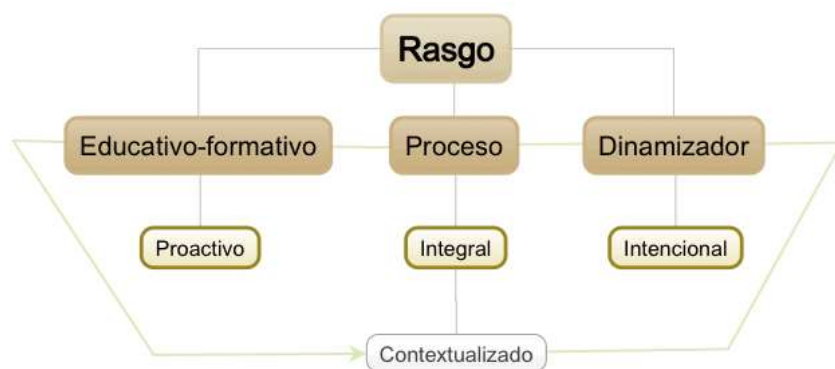 Rasgo
Educativo-formativo
Proceso
Dinamizador
Proactivo
Integral
Intencional
Contextualizado